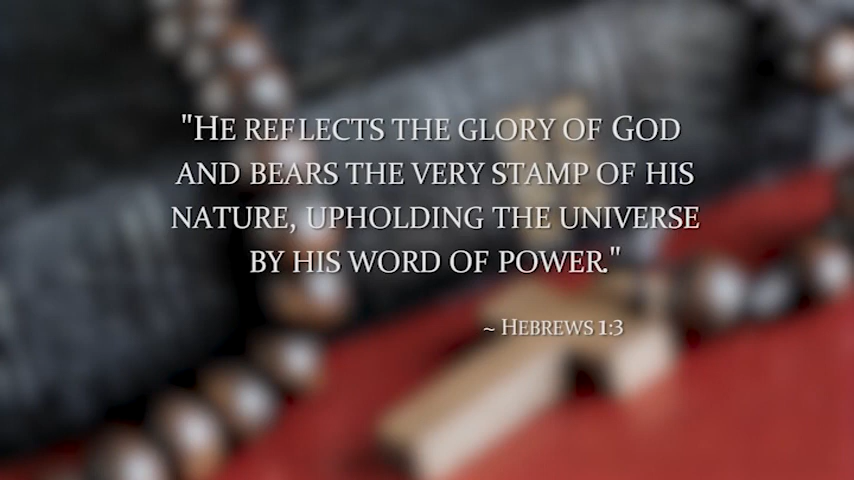 "He reflects the glory of God
and bears the very stamp of his
nature, upholding the universe
by his word of power."
~ Hebrews 1:3